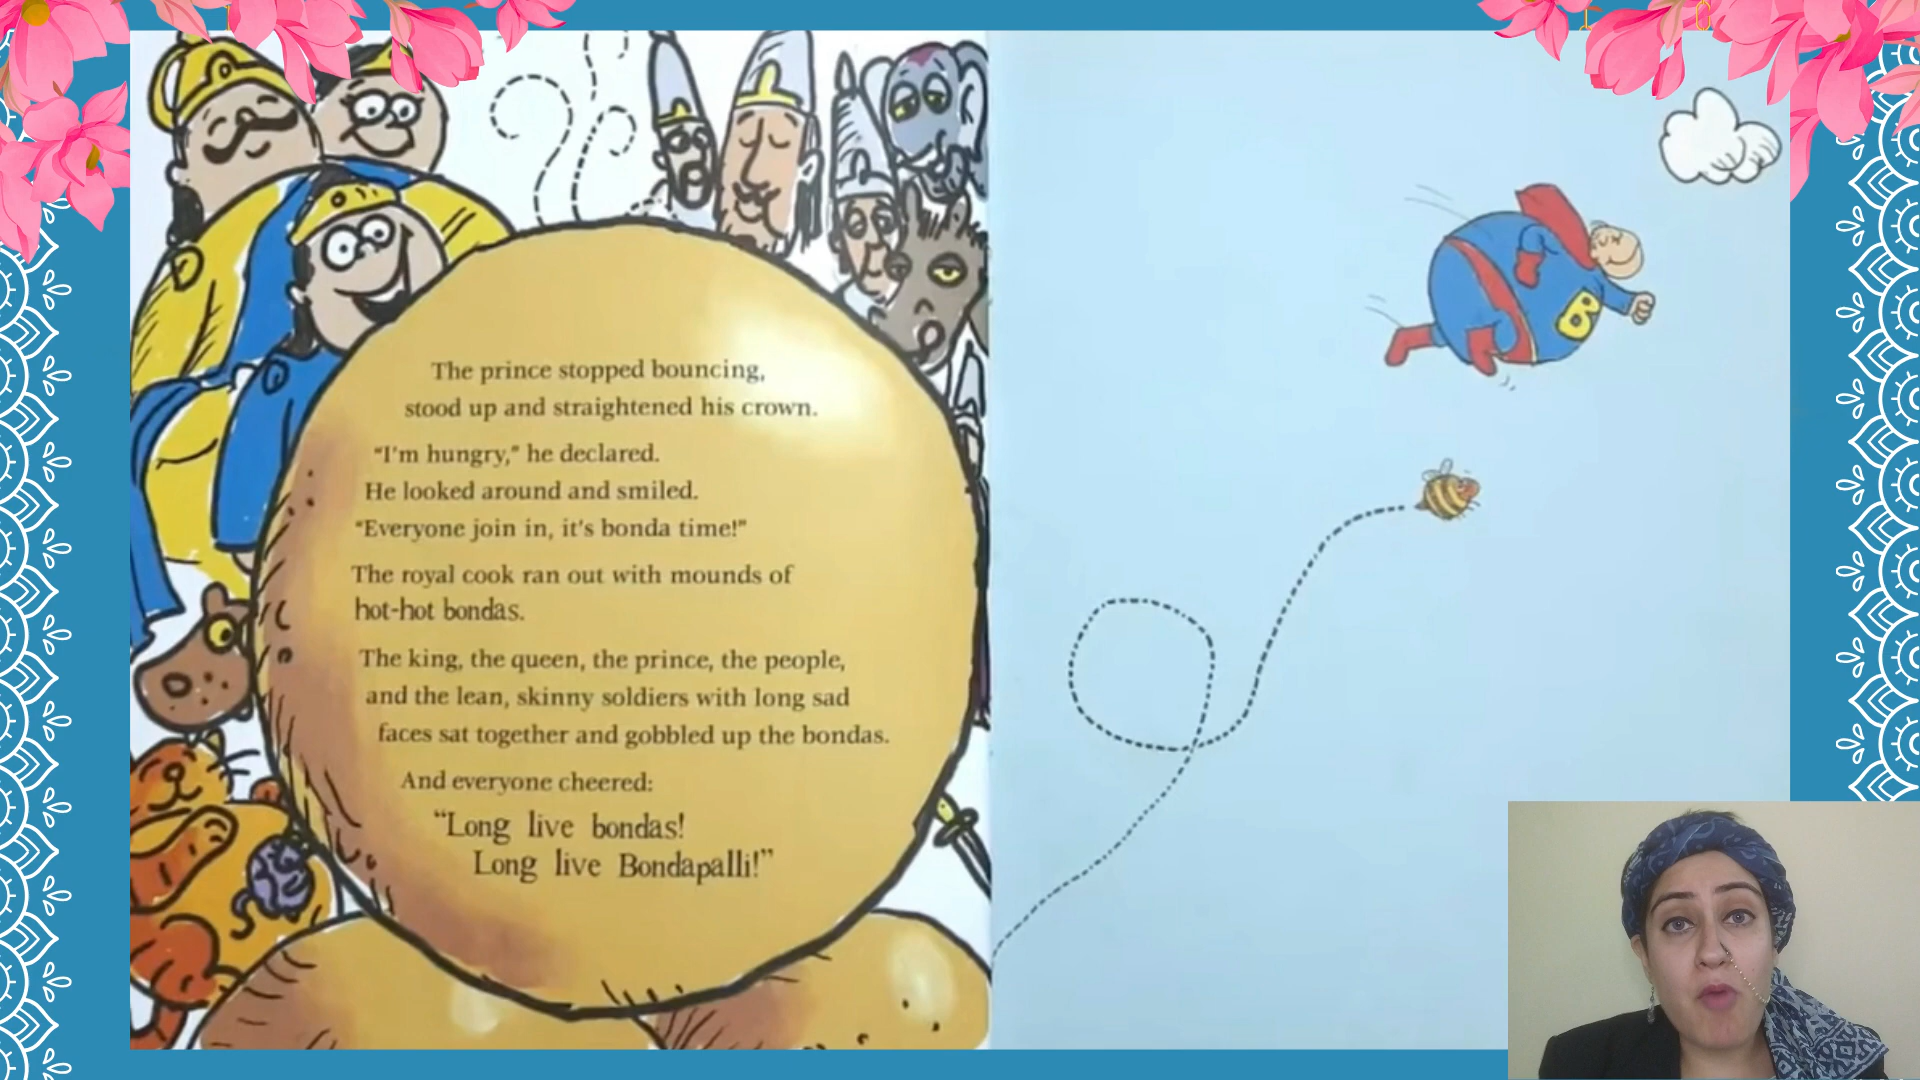 The prince stopped bouncing,
stood up and straightened his crown.
"I'm hungry," he declared.
He looked around and smiled.
"Everyone join in, it's bonda time!"
The royal cook ran out with mounds of
hot-hot bondas.
The king, the queen, the prince, the people,
and the lean, skinny soldiers with long sad
faces sat together and gobbled up the bondas.
And everyone cheered:
"Long live bondas!
Long live Bondapalli!"
B